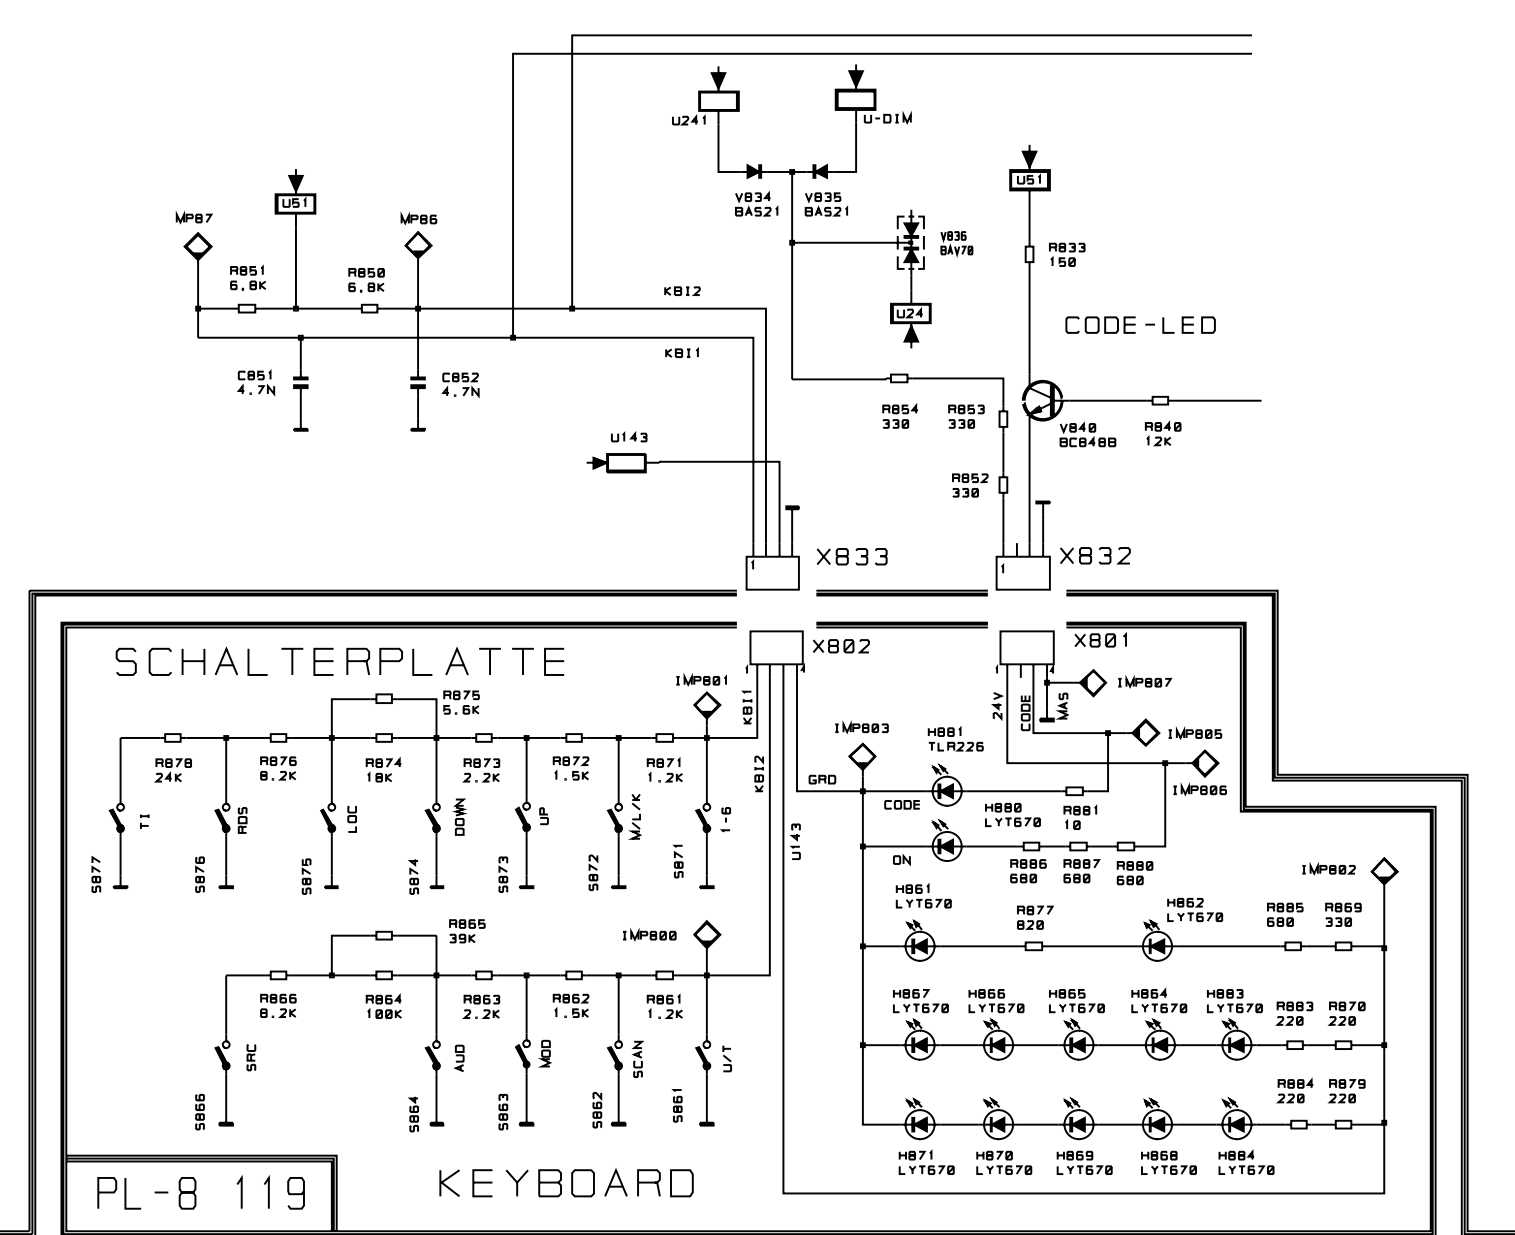 U241
U-DIM
U51
U51
MP87
MP86
V834
BAS21
V835
BAS21
V836
BAV70
R833
150
R851
6.8K
R850
6.8K
KBI2
U24
CODE-LED
KBI1
C851
4.7N
C852
4.7N
R854
330
R853
330
V840
BC848B
R840
12K
U143
R852
330
X833
X832
1
1
SCHALTERPLATTE
X802
X801
1
4
1
4
IMP801
IMP807
R875
5.6K
KBI1
24V
CODE
MAS
IMP803
H881
TLR226
IMP805
R878
24K
R876
8.2K
R874
18K
R873
2.2K
R872
1.5K
R871
1.2K
KBI2
GRD
IMP806
CODE
H880
LYT670
R881
10
TI
RDS
LOC
DOWN
UP
M/L/K
1-6
U143
ON
R886
680
R887
680
R880
680
S877
S876
S875
S874
S873
S872
S871
IMP802
H861
LYT670
R877
820
H862
LYT670
R885
680
R869
330
R865
39K
IMP800
R866
8.2K
R864
100K
R863
2.2K
R862
1.5K
R861
1.2K
H867
LYT670
H866
LYT670
H865
LYT670
H864
LYT670
H883
LYT670
R883
220
R870
220
SRC
AUD
MOD
SCAN
U/T
S866
S864
S863
S862
S861
R884
220
R879
220
H871
LYT670
H870
LYT670
H869
LYT670
H868
LYT670
H884
LYT670
PL-8 119
KEYBOARD